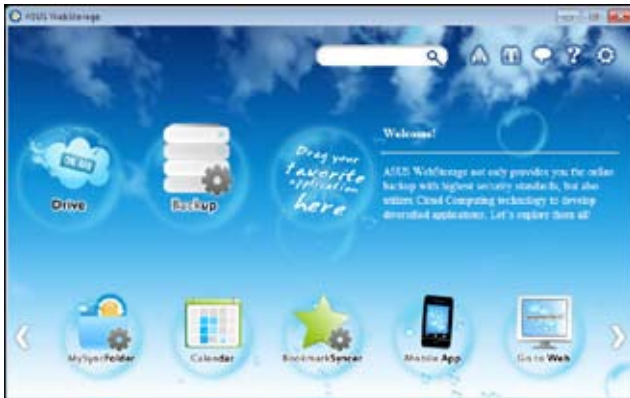 ASUS WebStorage
?
Welcome!
ASUS WebStorage not only provides you the online
backup with highest security standards, but also
utilizes Cloud Computing technology to develop
diversified applications. Let's explore them all!
Drag your
favorite
application
here
Drive
Backup
MySyncFolder
Calendar
BookmarkSyncer
Mobile App
Go to Web